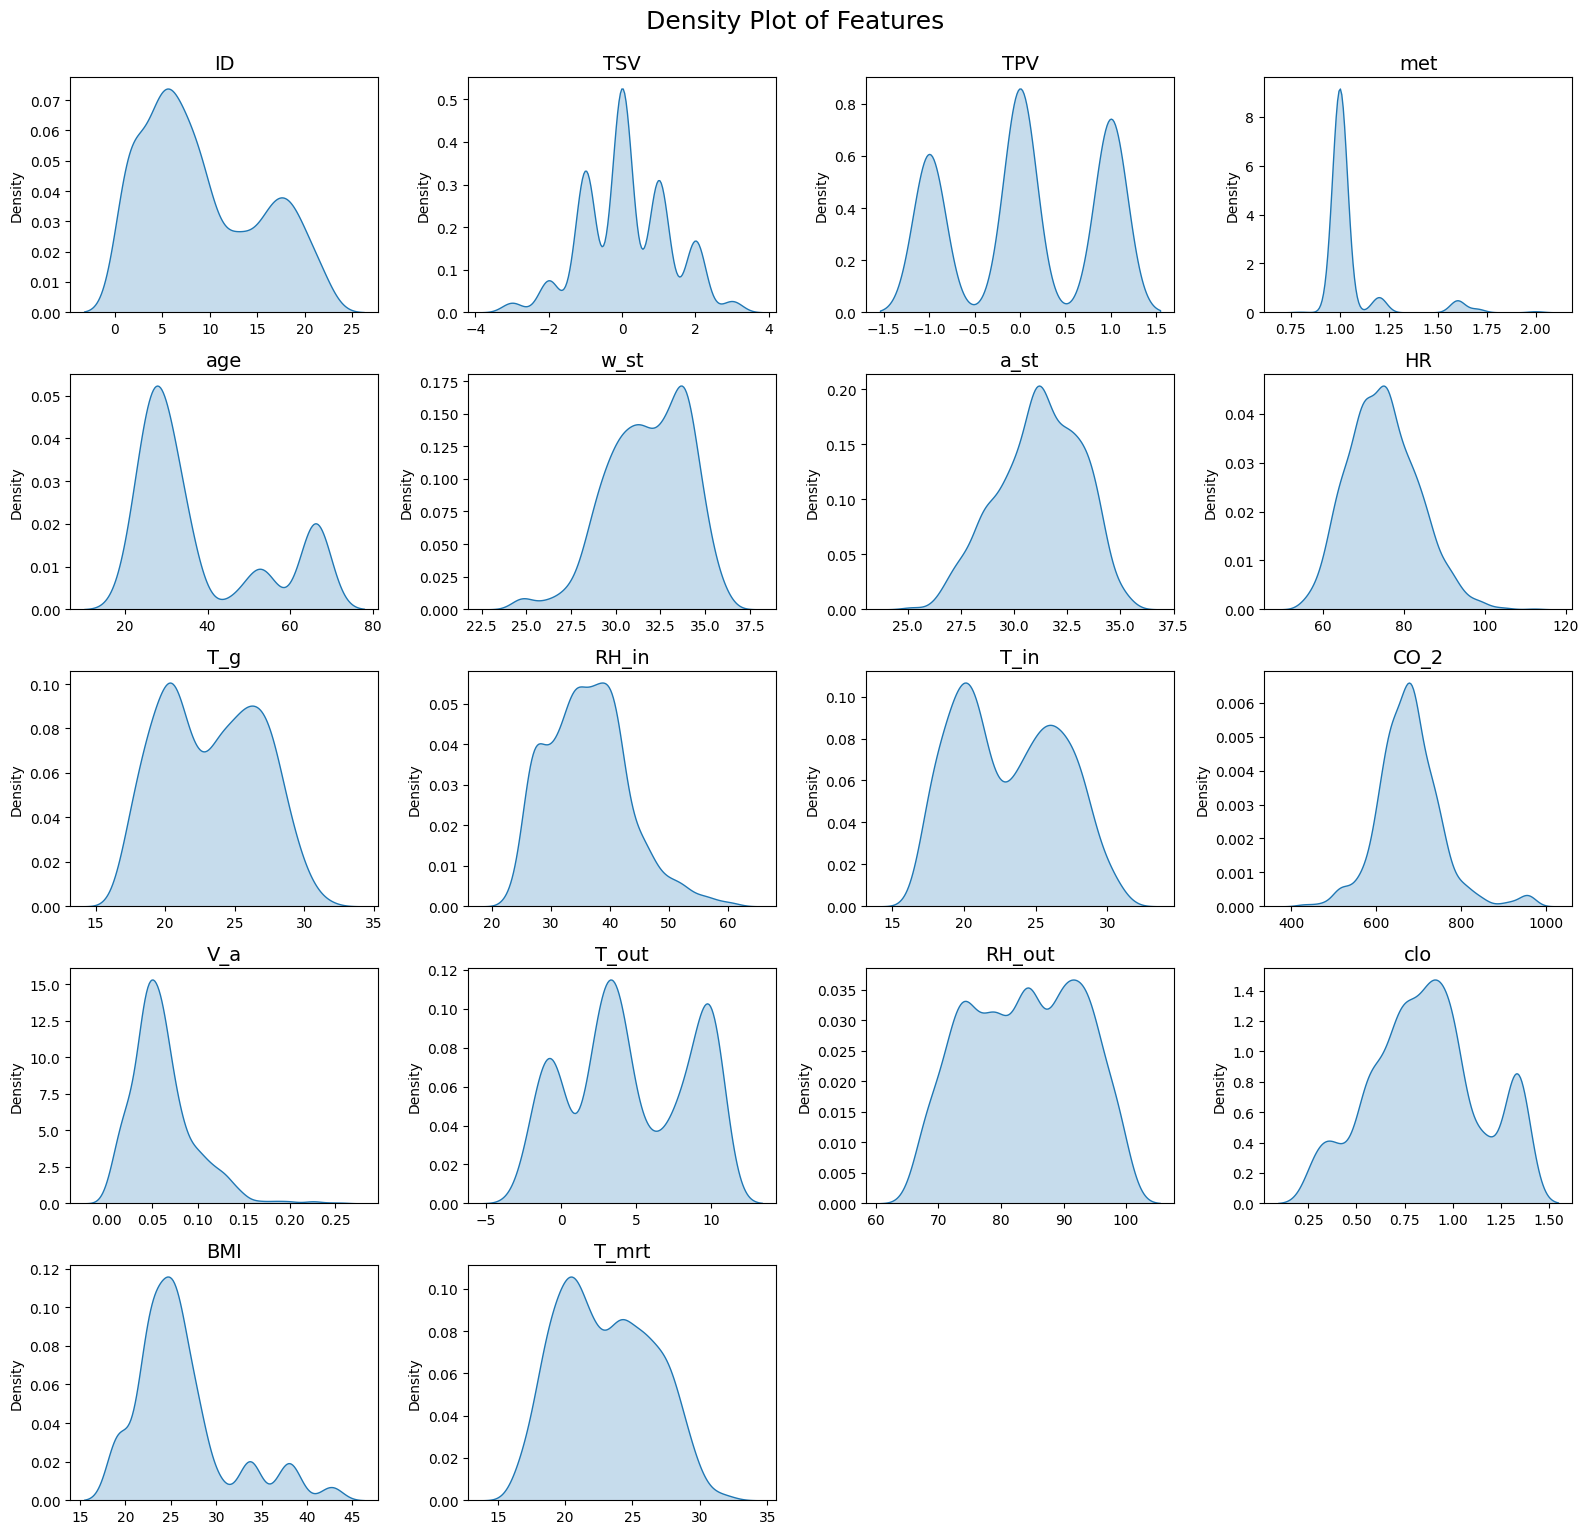 Density Plot of Features
ID TSV TPV met
Density Density Density Density
0.07 0.06 0.05 0.04 0.03 0.02 0.01 0.00
0 5 10 15 20 25
0.5 0.4 0.3 0.2 0.1 0.0
−4 −2 0 2 4
0.8 0.6 0.4 0.2 0.0
−1.5 −1.0 −0.5 0.0 0.5 1.0 1.5
8 6 4 2 0
0.75 1.00 1.25 1.50 1.75 2.00
age w_st a_st HR
Density Density Density Density
0.05 0.04 0.03 0.02 0.01 0.00
20 40 60 80
0.175 0.150 0.125 0.100 0.075 0.050 0.025 0.000
22.5 25.0 27.5 30.0 32.5 35.0 37.5
0.20 0.15 0.10 0.05 0.00
25.0 27.5 30.0 32.5 35.0 37.5
0.04 0.03 0.02 0.01 0.00
60 80 100 120
T_g RH_in T_in CO_2
Density Density Density Density
0.10 0.08 0.06 0.04 0.02 0.00
15 20 25 30 35
0.05 0.04 0.03 0.02 0.01 0.00
20 30 40 50 60
0.10 0.08 0.06 0.04 0.02 0.00
15 20 25 30
0.006 0.005 0.004 0.003 0.002 0.001 0.000
400 600 800 1000
V_a T_out RH_out clo
Density Density Density Density
15.0 12.5 10.0 7.5 5.0 2.5 0.0
0.00 0.05 0.10 0.15 0.20 0.25
0.12 0.10 0.08 0.06 0.04 0.02 0.00
−5 0 5 10
0.035 0.030 0.025 0.020 0.015 0.010 0.005 0.000
60 70 80 90 100
1.4 1.2 1.0 0.8 0.6 0.4 0.2 0.0
0.25 0.50 0.75 1.00 1.25 1.50
BMI T_mrt
Density Density
0.12 0.10 0.08 0.06 0.04 0.02 0.00
15 20 25 30 35 40 45
0.10 0.08 0.06 0.04 0.02 0.00
15 20 25 30 35